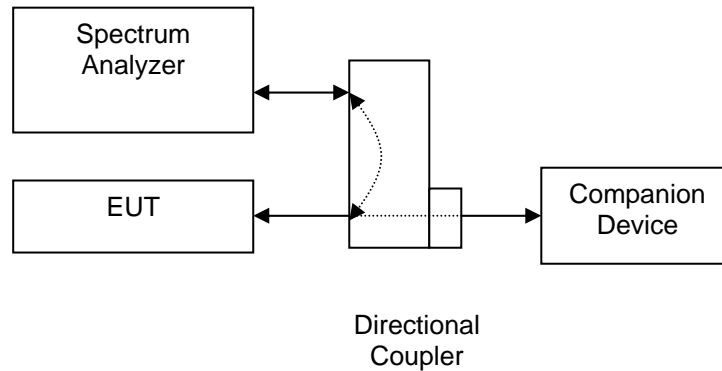 Spectrum
Analyzer
EUT
Companion
Device
Directional
Coupler